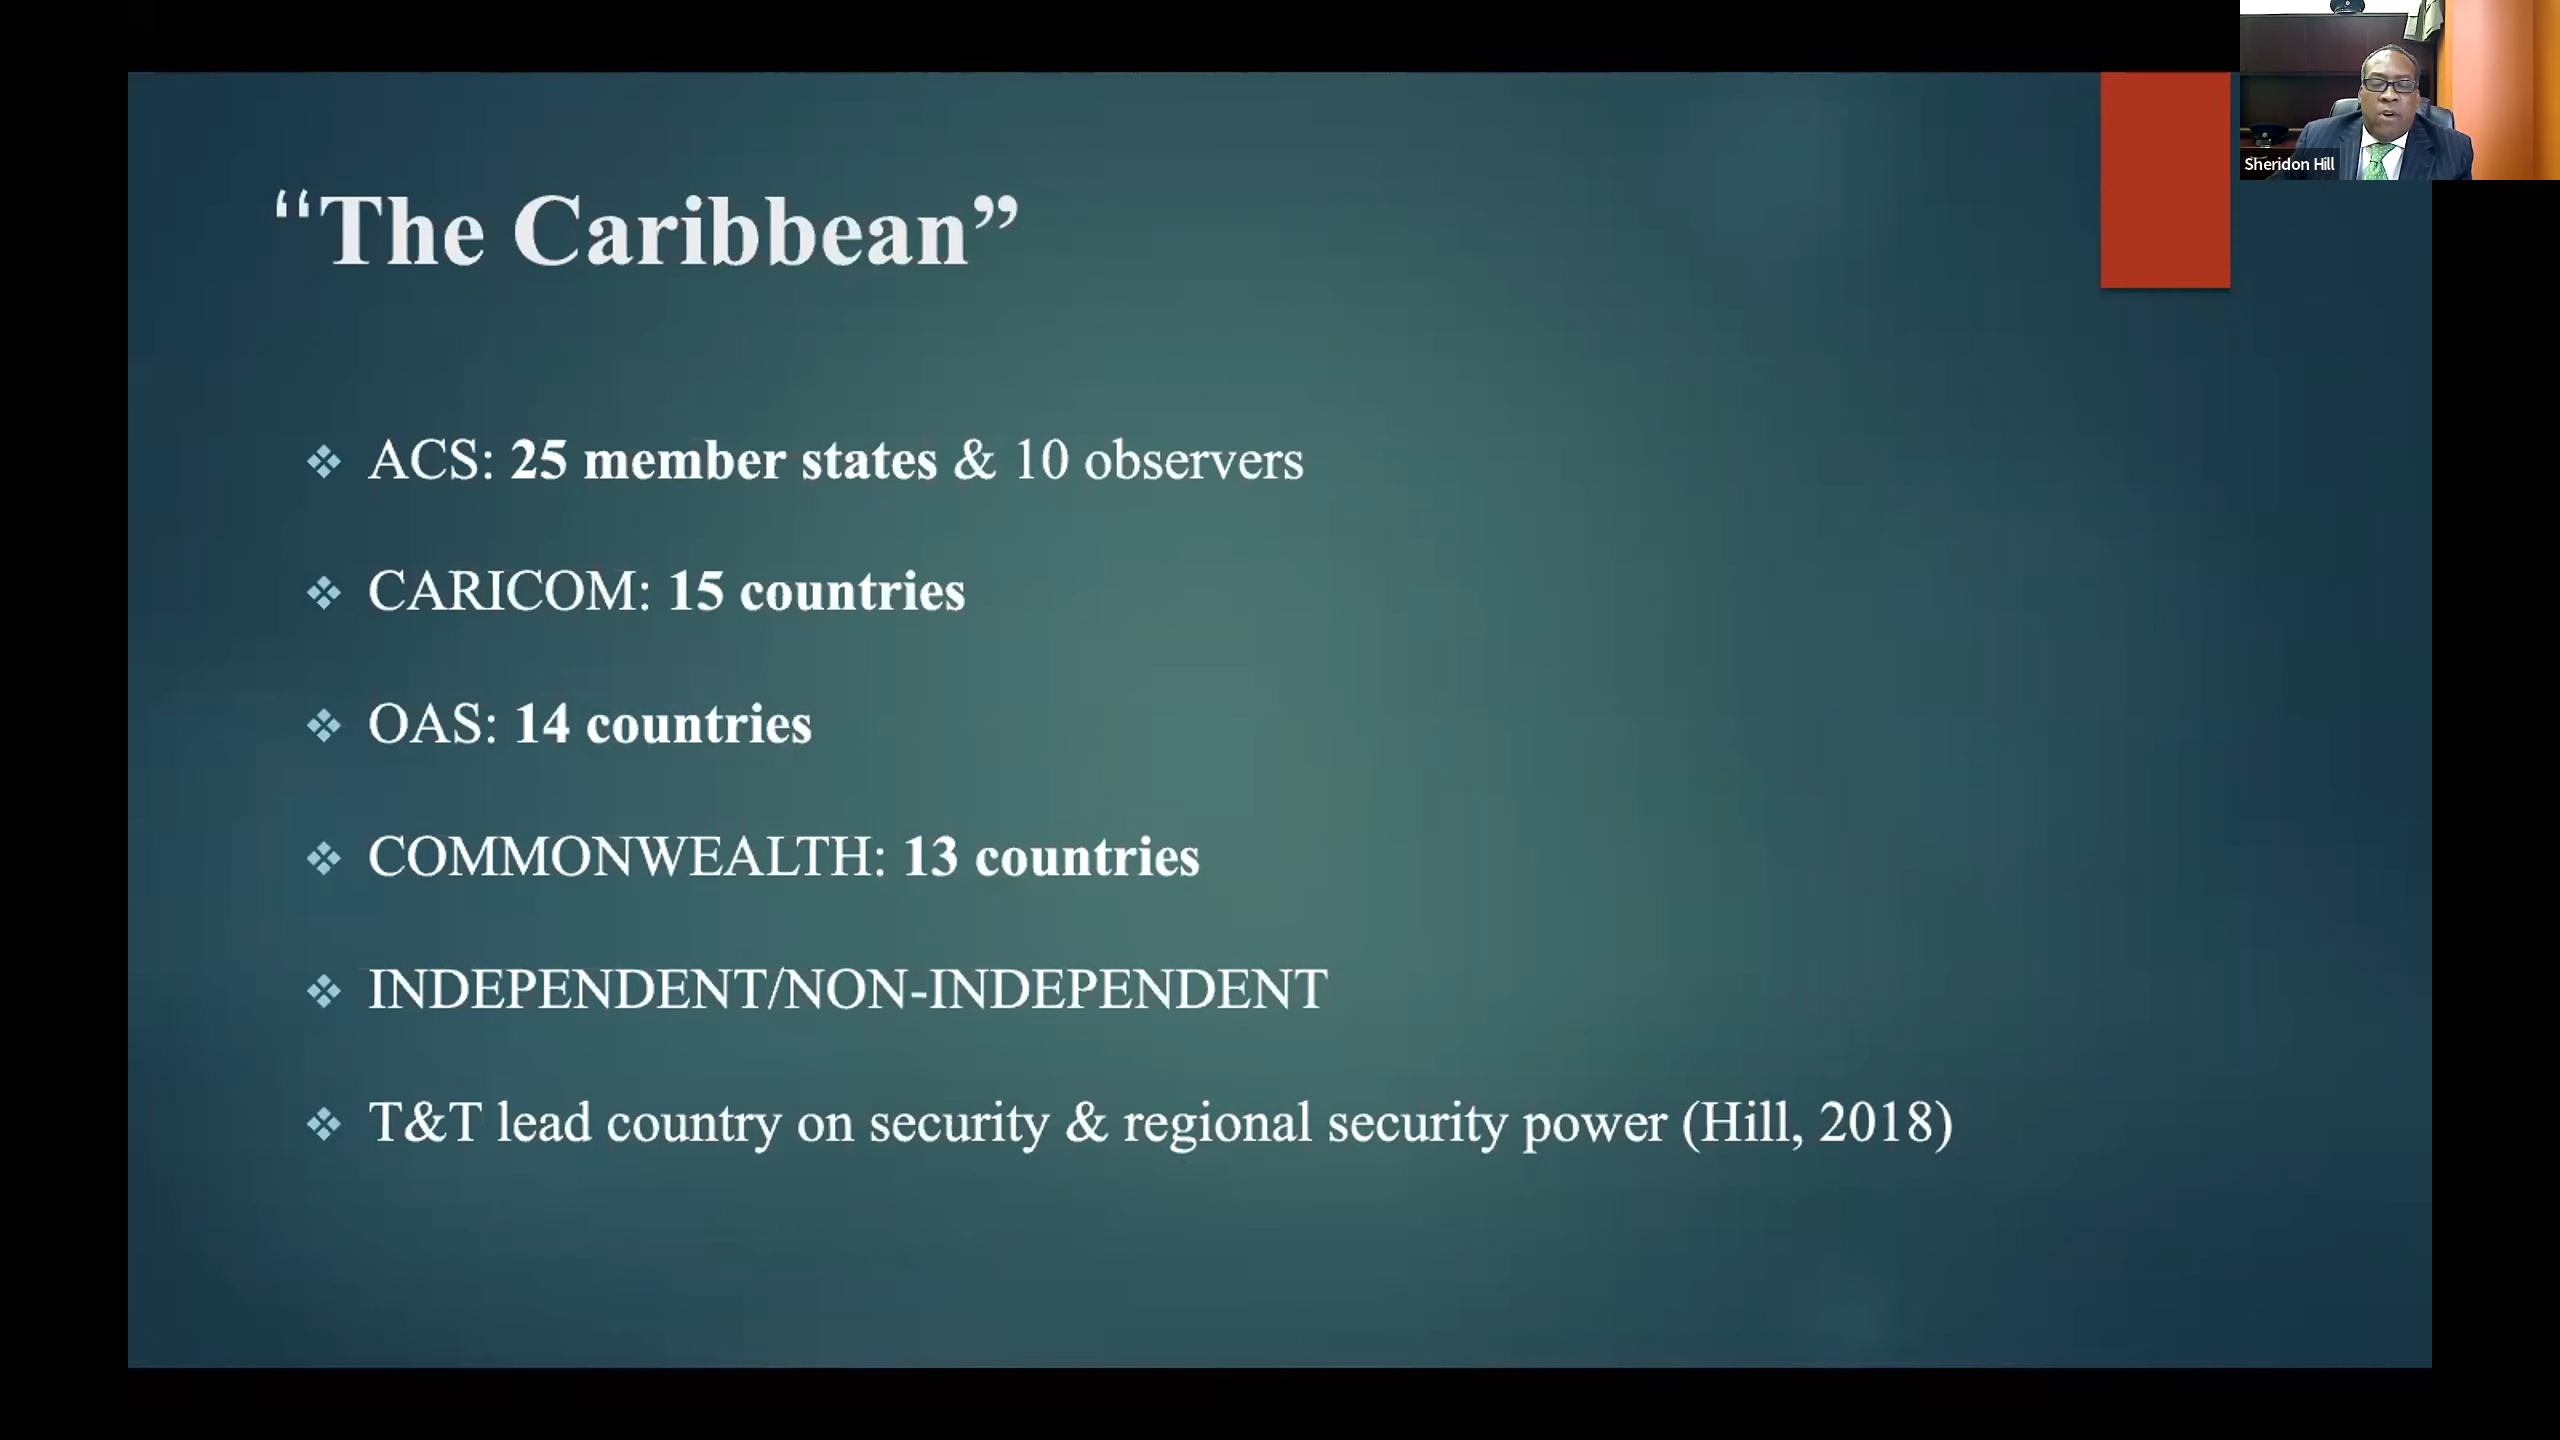 “The Caribbean”
ACS: 25 member states & 10 observers
CARICOM: 15 countries
OAS: 14 countries
COMMONWEALTH: 13 countries
INDEPENDENT/NON-INDEPENDENT
T&T lead country on security & regional security power (Hill, 2018)
Sheridon Hill